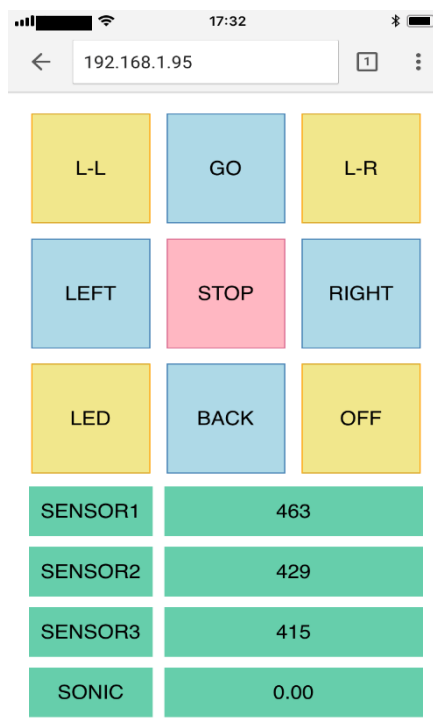 17:32
192.168.1.95
1
L-L GO L-R
LEFT STOP RIGHT
LED BACK OFF
SENSOR1 463
SENSOR2 429
SENSOR3 415
SONIC 0.00